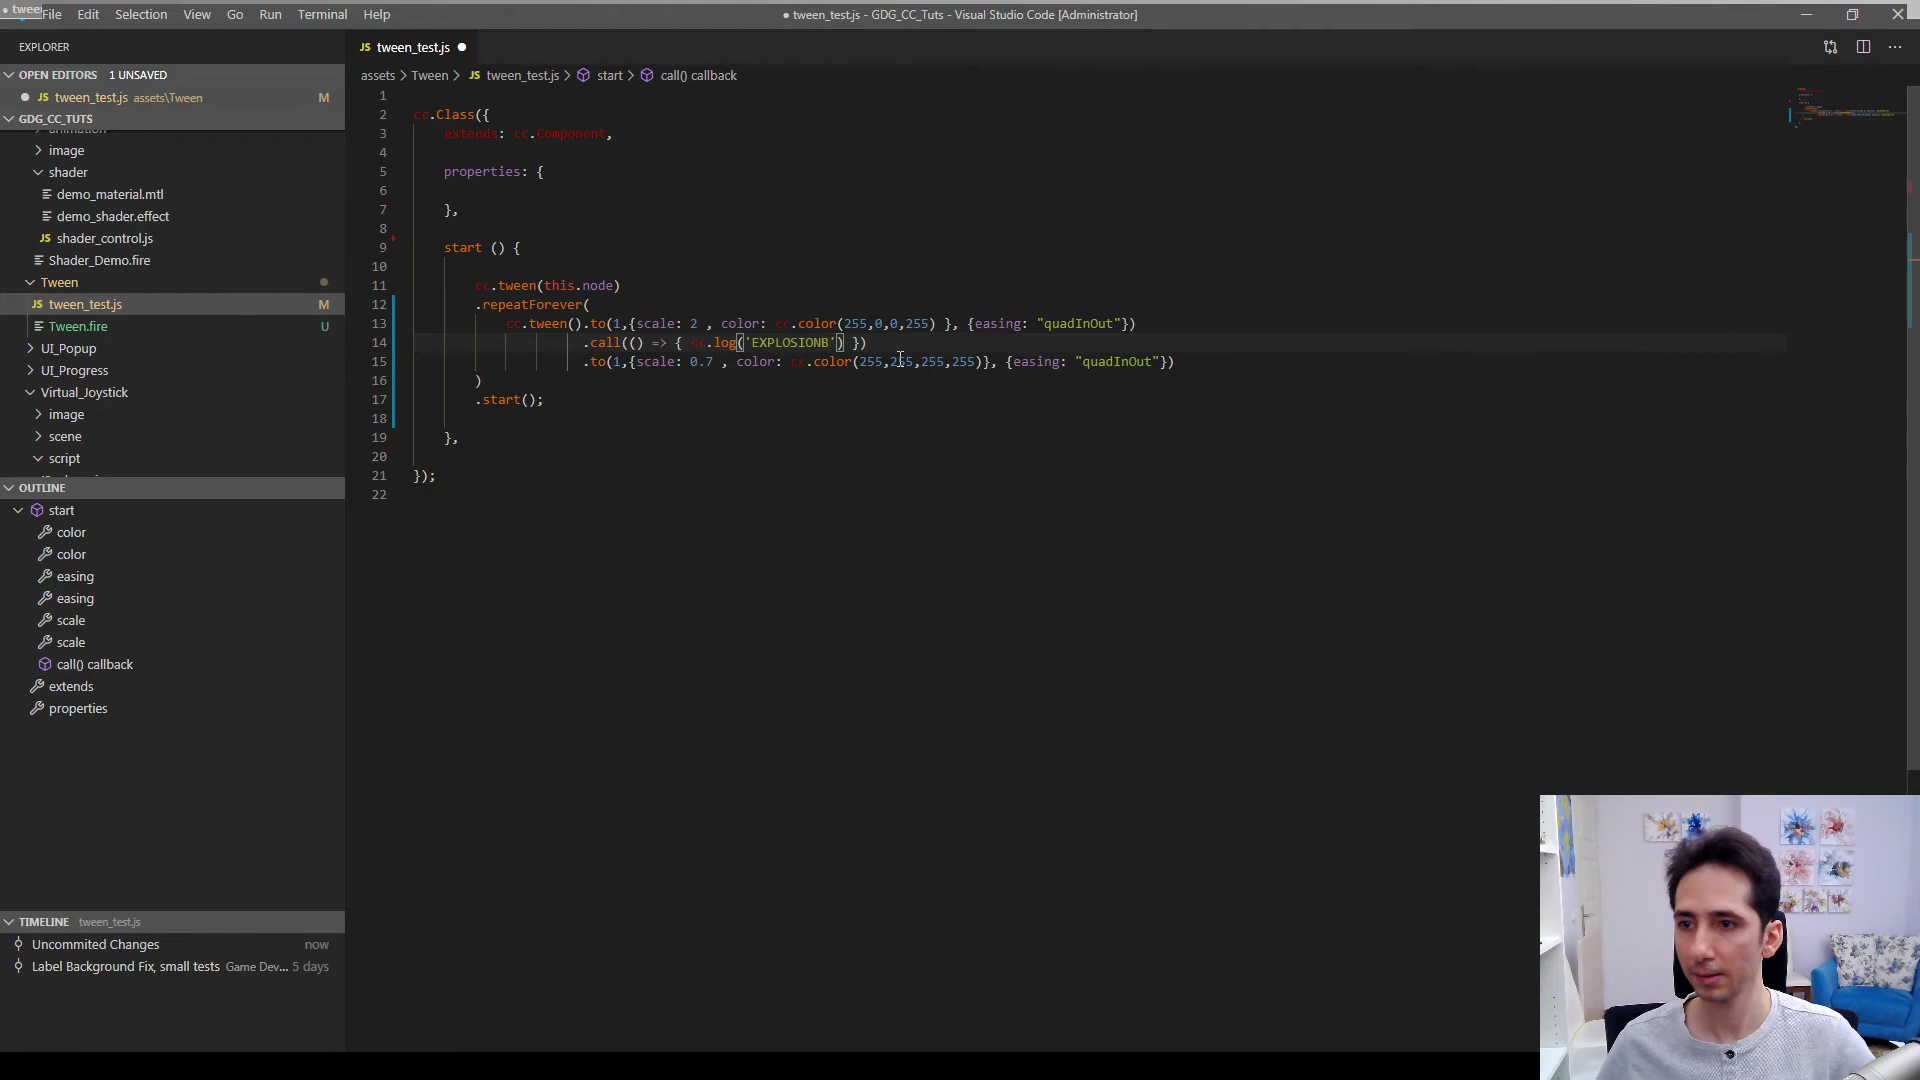 ● twee
File Edit Selection View Go Run Terminal Help
● tween_test.js - GDG_CC_Tuts - Visual Studio Code [Administrator]
EXPLORER
OPEN EDITORS 1 UNSAVED
● JS tween_test.js assets\Tween M
GDG_CC_TUTS
animation
image
shader
demo_material.mtl
demo_shader.effect
JS shader_control.js
Shader_Demo.fire
Tween
JS tween_test.js M
Tween.fire U
UI_Popup
UI_Progress
Virtual_Joystick
image
scene
script
OUTLINE
start
color
color
easing
easing
scale
scale
call() callback
extends
properties
TIMELINE tween_test.js
Uncommited Changes now
Label Background Fix, small tests Game Dev... 5 days
JS tween_test.js ●
assets > Tween > JS tween_test.js > start > call() callback
1
2 cc.Class({
3 extends: cc.Component,
4
5 properties: {
6
7 },
8
9 start () {
10
11 cc.tween(this.node)
12 .repeatForever(
13 cc.tween().to(1,{scale: 2 , color: cc.color(255,0,0,255) }, {easing: "quadInOut"})
14 .call(() => { cc.log('EXPLOSIONB') })
15 .to(1,{scale: 0.7 , color: cc.color(255,255,255,255)}, {easing: "quadInOut"})
16 )
17 .start();
18
19 },
20
21 });
22